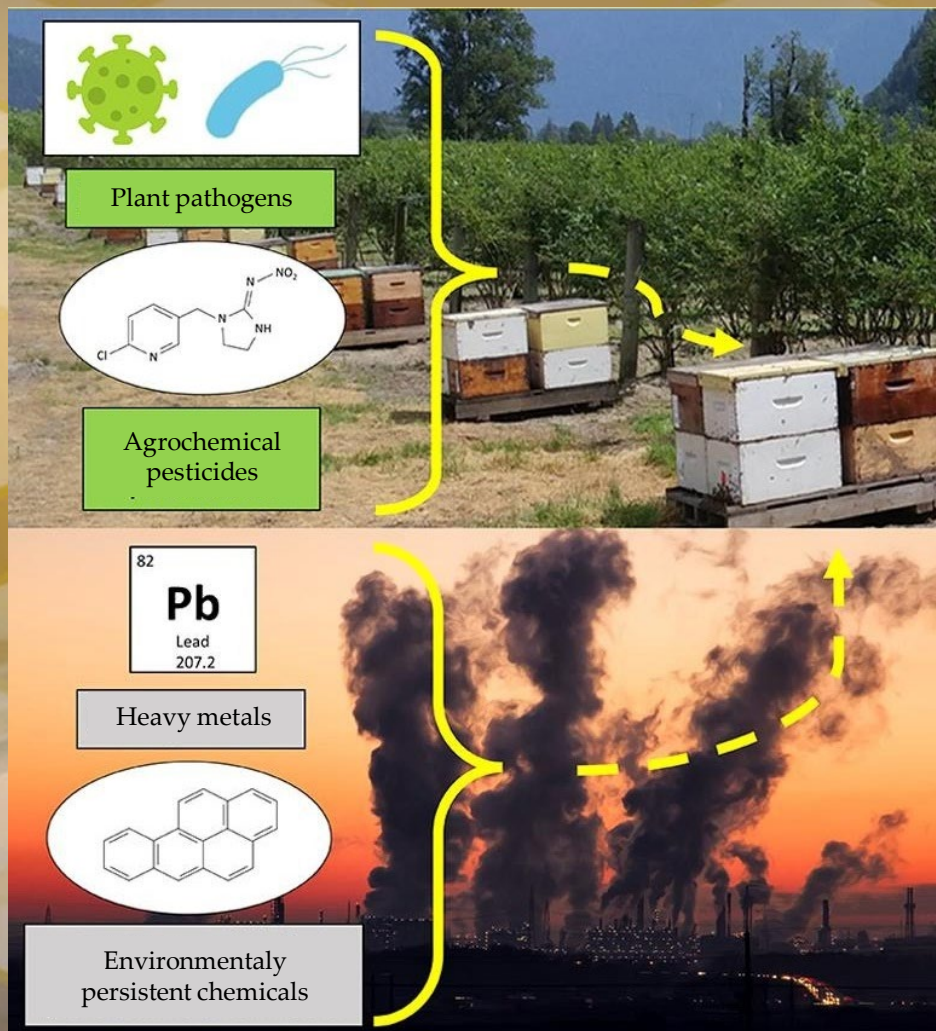 Plant pathogens
N
NO₂
N
NH
Cl
N
Agrochemical
pesticides
82
Pb
Lead
207.2
Heavy metals
Environmentaly
persistent chemicals